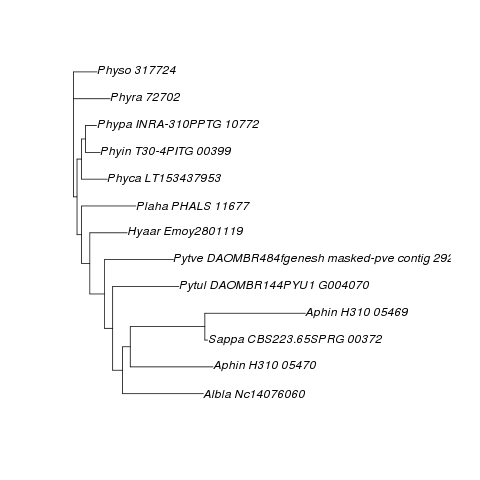 Physo 317724
Phyra 72702
Phypa INRA-310PPTG 10772
Phyin T30-4PITG 00399
Phyca LT153437953
Plaha PHALS 11677
Hyaar Emoy2801119
Pytve DAOMBR484fgenesh masked-pve contig 292
Pytul DAOMBR144PYU1 G004070
Aphin H310 05469
Sappa CBS223.65SPRG 00372
Aphin H310 05470
Albla Nc14076060